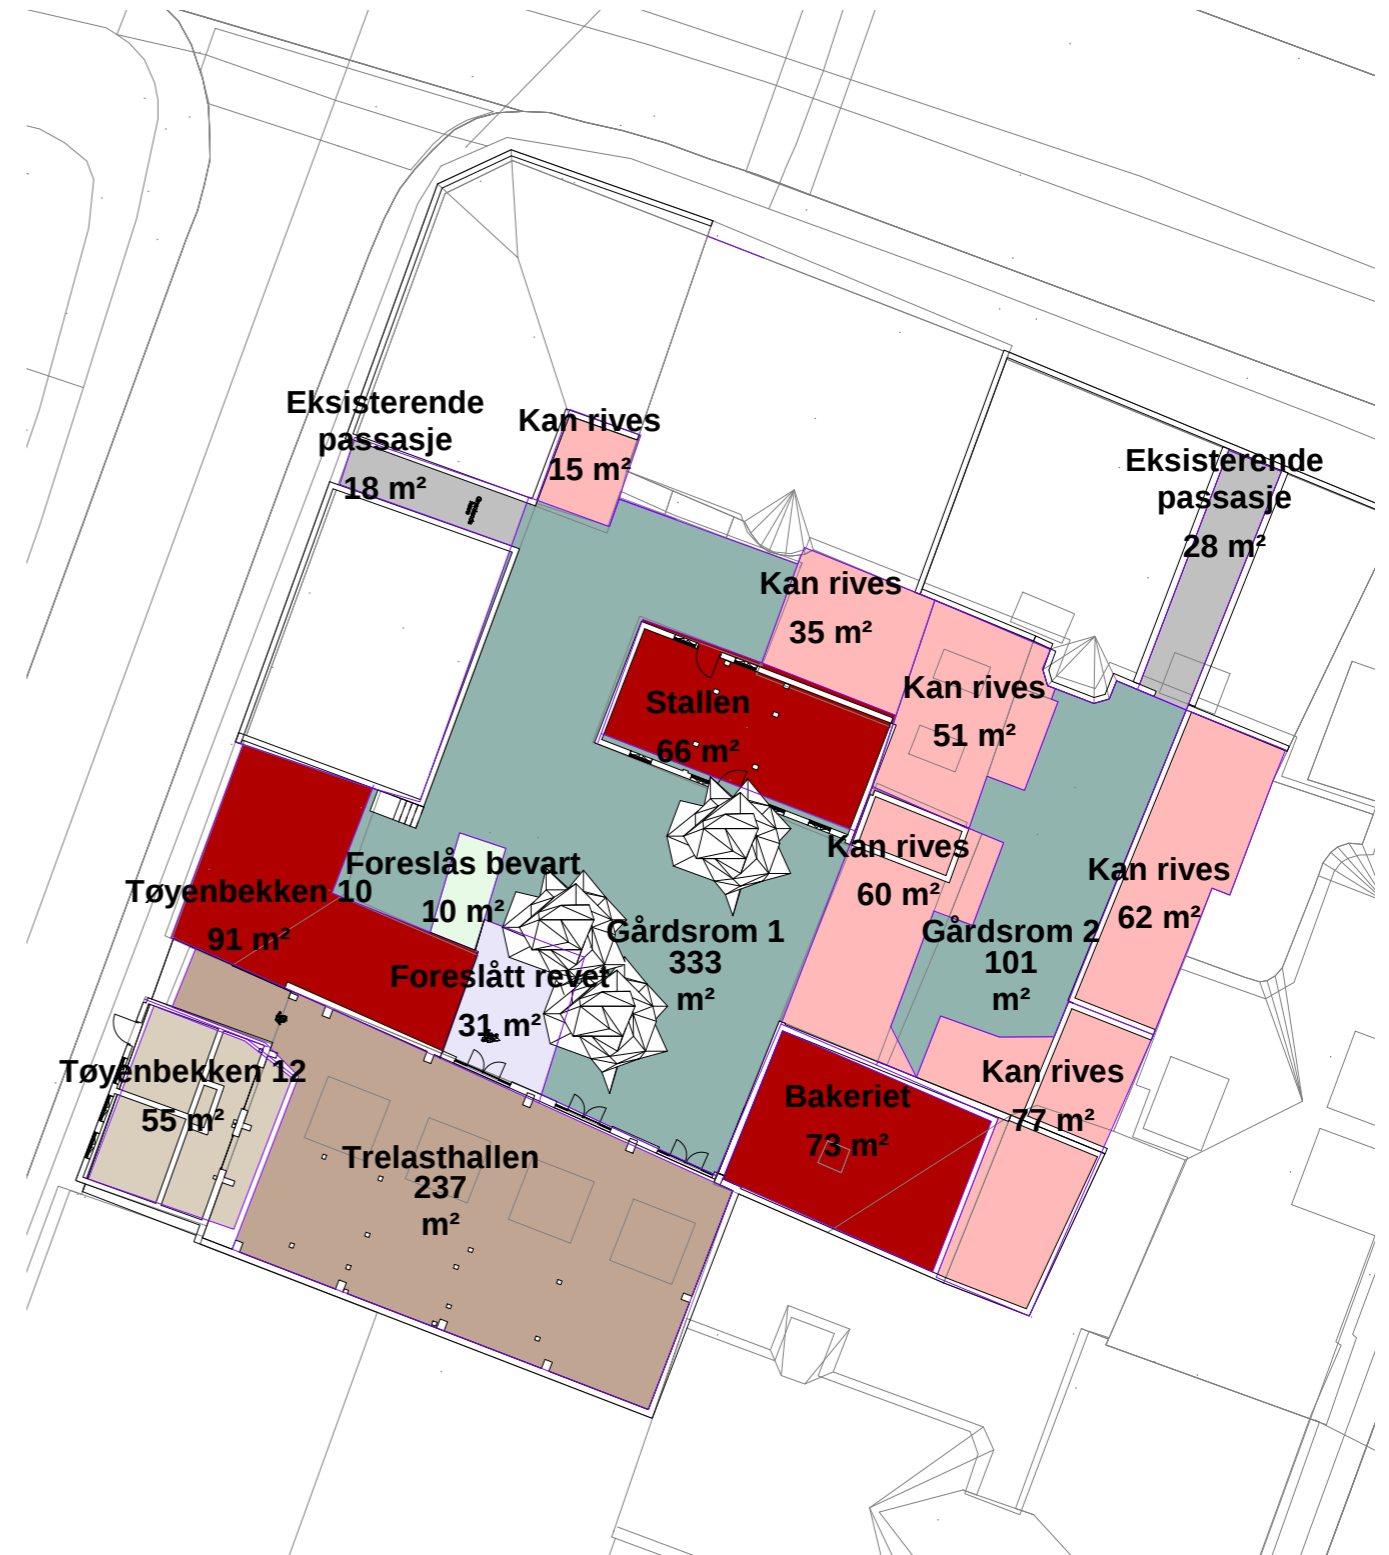 Eksisterende
passasje
18 m²
Kan rives
15 m²
Eksisterende
passasje
28 m²
Kan rives
35 m²
Kan rives
51 m²
Stallen
66 m²
Kan rives
60 m²
Kan rives
62 m²
Foreslås bevart
10 m²
Tøyenbekken 10
91 m²
Gårdsrom 1
333
m²
Gårdsrom 2
101
m²
Foreslått revet
31 m²
Tøyenbekken 12
55 m²
Kan rives
77 m²
Bakeriet
73 m²
Trelasthallen
237
m²